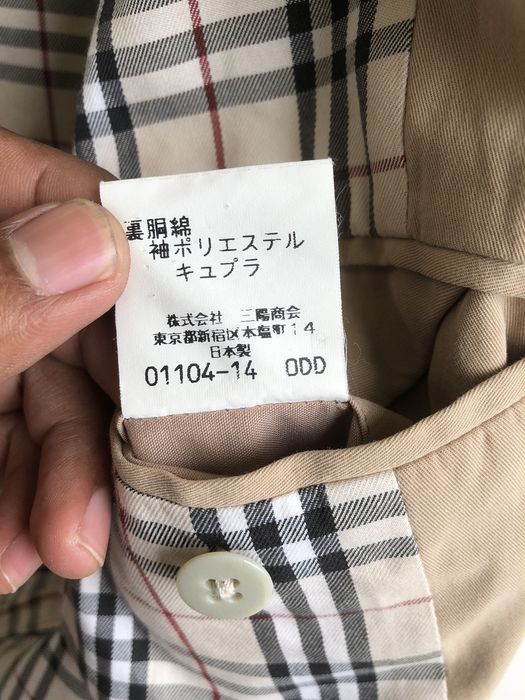 裏胴綿
袖ポリエステル
キュプラ
株式会社 三陽商会
東京都新宿区本塩町14
日本製
01104-14 ODD